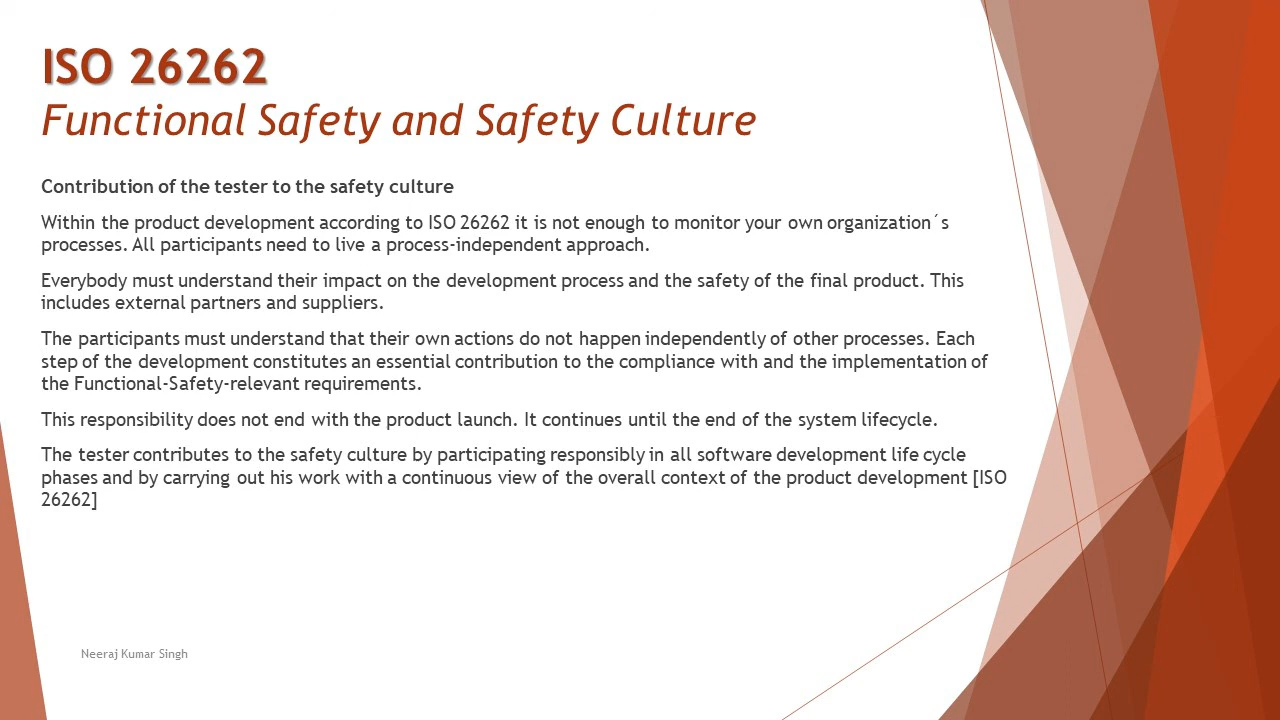 ISO 26262
Functional Safety and Safety Culture
Contribution of the tester to the safety culture
Within the product development according to ISO 26262 it is not enough to monitor your own organization´s
processes. All participants need to live a process-independent approach.
Everybody must understand their impact on the development process and the safety of the final product. This
includes external partners and suppliers.
The participants must understand that their own actions do not happen independently of other processes. Each
step of the development constitutes an essential contribution to the compliance with and the implementation of
the Functional-Safety-relevant requirements.
This responsibility does not end with the product launch. It continues until the end of the system lifecycle.
The tester contributes to the safety culture by participating responsibly in all software development life cycle
phases and by carrying out his work with a continuous view of the overall context of the product development [ISO
26262]
Neeraj Kumar Singh